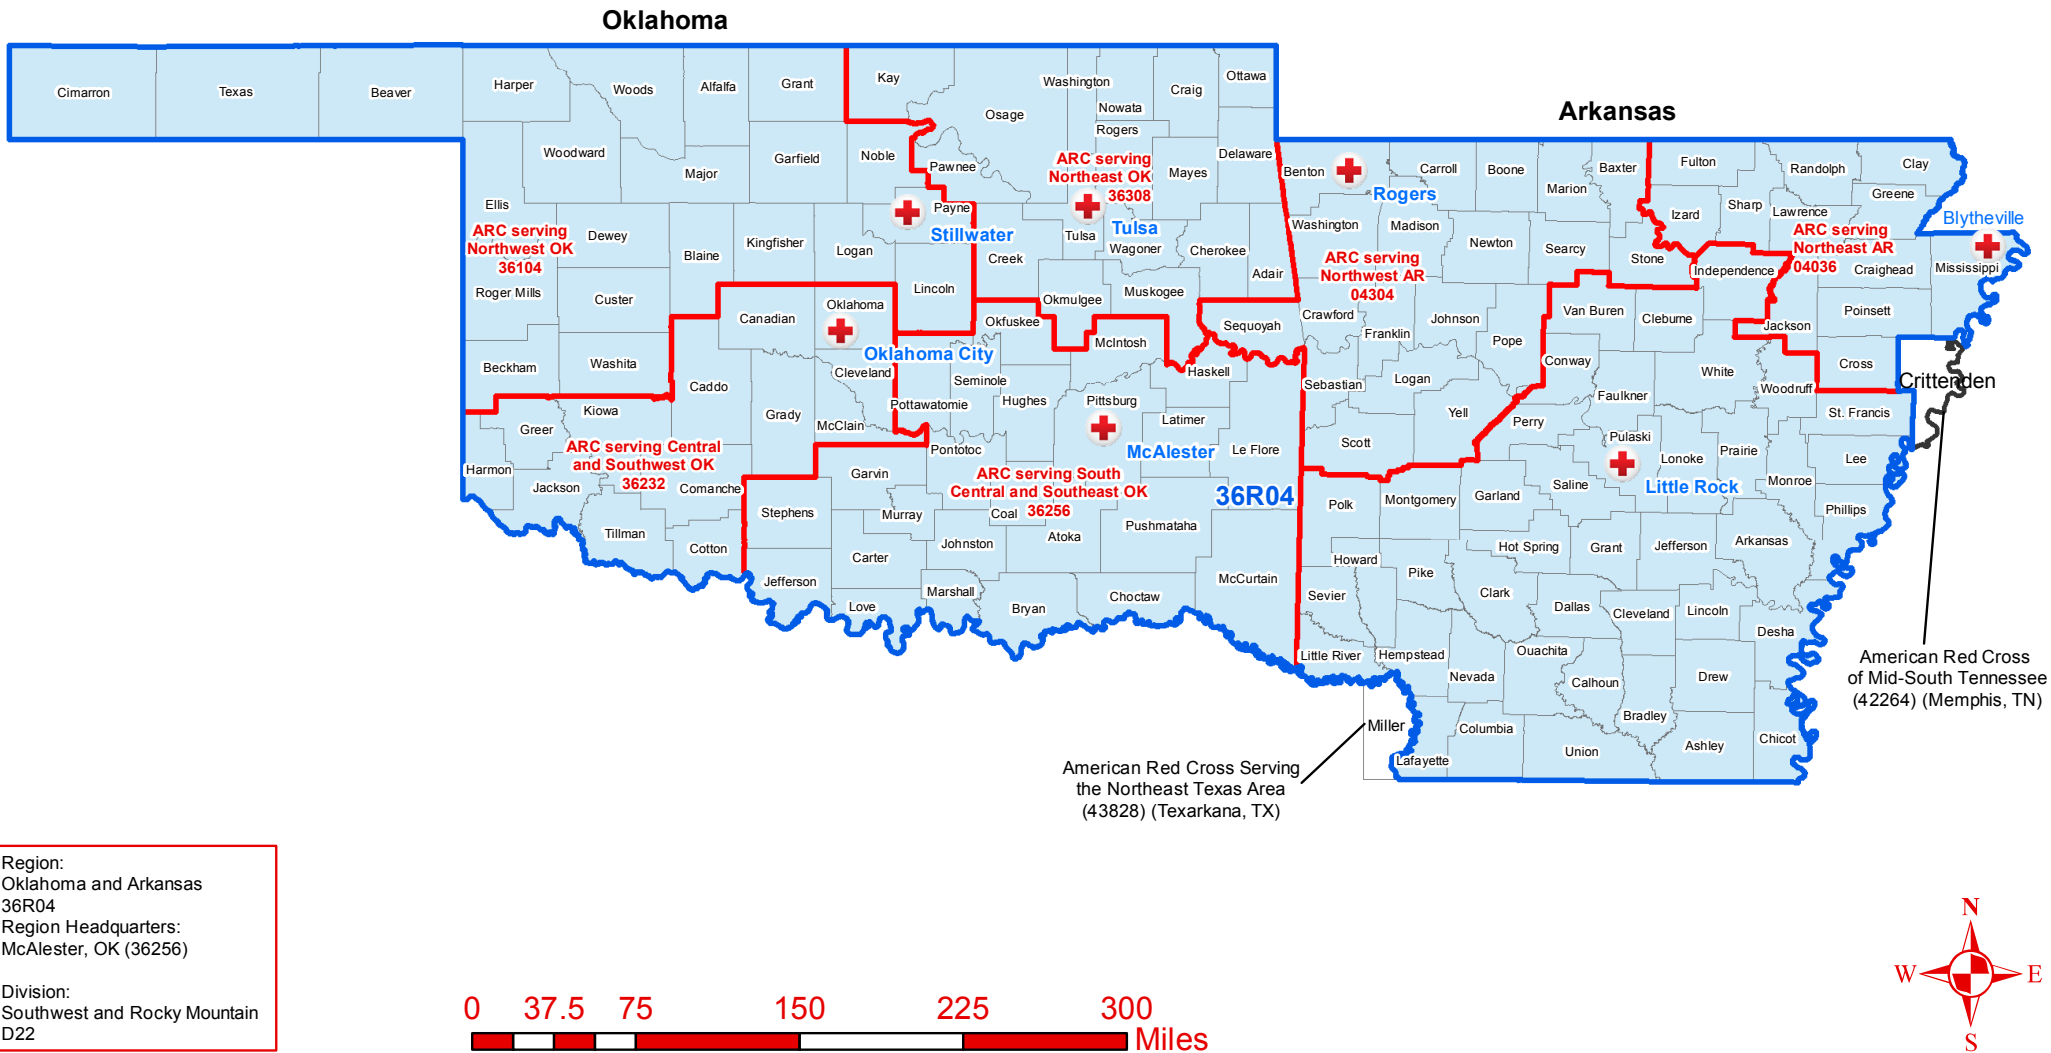 Oklahoma
Arkansas
Cimarron
Texas
Beaver
Harper
Woods
Alfalfa
Grant
Kay
Osage
Washington
Nowata
Rogers
Craig
Ottawa
Woodward
Major
Garfield
Noble
Pawnee
ARC serving
Northeast OK
36308
Mayes
Delaware
Ellis
ARC serving
Northwest OK
36104
Roger Mills
Dewey
Blaine
Kingfisher
Logan
Payne
Stillwater
Tulsa
Tulsa
Wagoner
Cherokee
Adair
Creek
Lincoln
Custer
Canadian
Oklahoma
Oklahoma City
Cleveland
Okfuskee
Okmulgee
Muskogee
McIntosh
Sequoyah
Haskell
Beckham
Washita
Caddo
Grady
McClain
Pottawatomie
Seminole
Hughes
Pittsburg
McAlester
Latimer
Le Flore
Kiowa
Greer
Harmon
Jackson
ARC serving Central
and Southwest OK
36232
Comanche
Tillman
Cotton
Stephens
Jefferson
Garvin
Murray
Carter
Love
Pontotoc
ARC serving South
Central and Southeast OK
36256
Coal
Johnston
Marshall
Atoka
Bryan
Pushmataha
Choctaw
McCurtain
36R04
Benton
Rogers
Carroll
Boone
Marion
Baxter
Fulton
Randolph
Clay
Greene
Sharp
Lawrence
Izard
Blytheville
Washington
Madison
Newton
Searcy
Stone
Independence
ARC serving
Northeast AR
04036
Craighead
Mississippi
ARC serving
Northwest AR
04304
Crawford
Franklin
Johnson
Pope
Van Buren
Cleburne
Jackson
Poinsett
Cross
Crittenden
Sebastian
Logan
Conway
White
Woodruff
Faulkner
St. Francis
Scott
Yell
Perry
Pulaski
Little Rock
Lonoke
Prairie
Monroe
Lee
Phillips
Saline
Polk
Montgomery
Garland
Hot Spring
Grant
Jefferson
Arkansas
Howard
Pike
Clark
Sevier
Dallas
Cleveland
Lincoln
Desha
Little River
Hempstead
Nevada
Ouachita
Calhoun
Drew
Bradley
Miller
Columbia
Lafayette
Union
Ashley
Chicot
American Red Cross
of Mid-South Tennessee
(42264) (Memphis, TN)
American Red Cross Serving
the Northeast Texas Area
(43828) (Texarkana, TX)
Region:
Oklahoma and Arkansas
36R04
Region Headquarters:
McAlester, OK (36256)
Division:
Southwest and Rocky Mountain
D22
0 37.5 75 150 225 300
Miles
N
W E
S